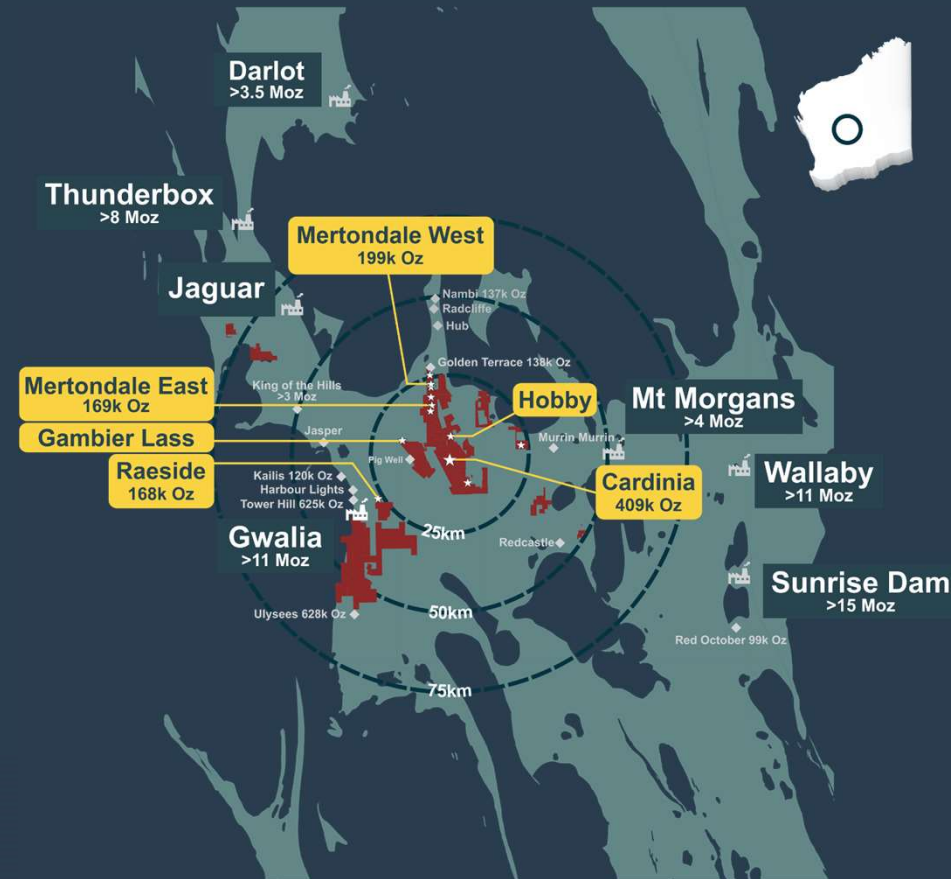 Darlot
>3.5 Moz
Thunderbox
>8 Moz
Mertondale West
199k Oz
Jaguar
Nambi 137k Oz
Radcliffe
Hub
Golden Terrace 138k Oz
Mertondale East
169k Oz
King of the Hills
>3 Moz
Hobby
Mt Morgans
>4 Moz
Gambier Lass
Jasper
Murrin Murrin
Pig Well
Raeside
168k Oz
Kailis 120k Oz
Harbour Lights
Tower Hill 625k Oz
Cardinia
409k Oz
Wallaby
>11 Moz
Gwalia
>11 Moz
25km
Redcastle
Sunrise Dam
>15 Moz
Ulysees 628k Oz
50km
Red October 99k Oz
75km